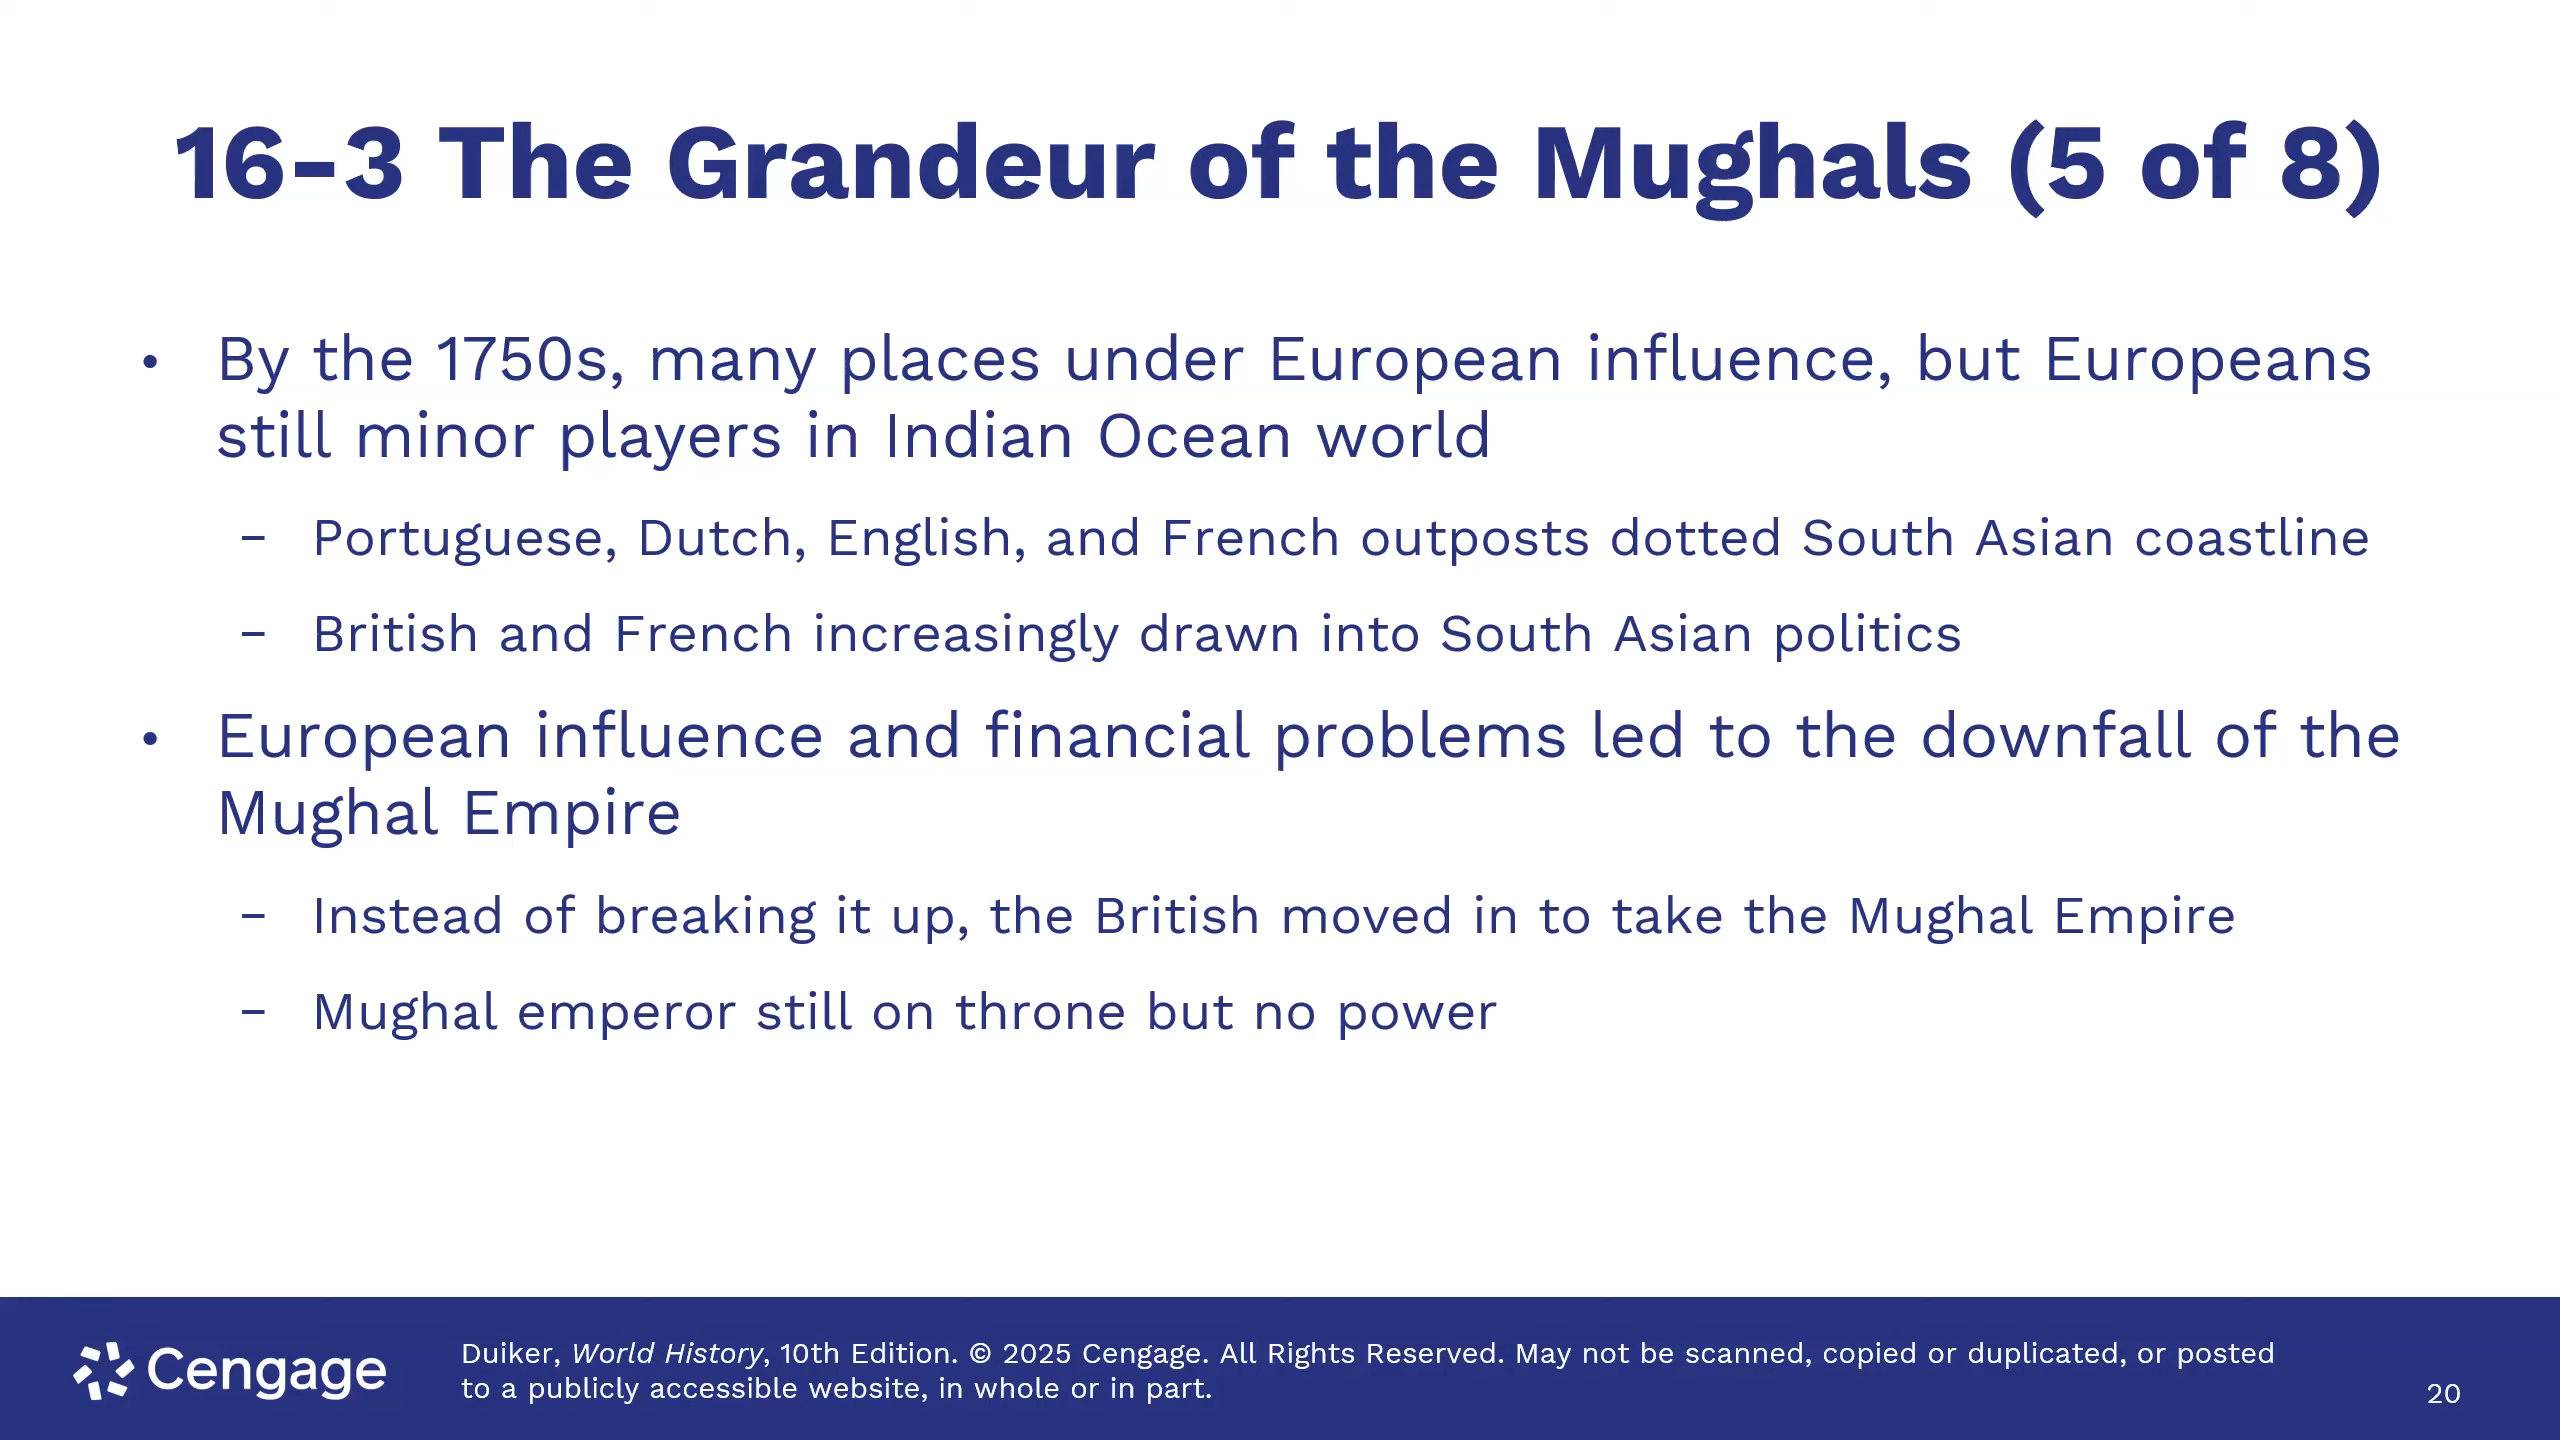 16-3 The Grandeur of the Mughals (5 of 8)
• By the 1750s, many places under European influence, but Europeans
still minor players in Indian Ocean world
– Portuguese, Dutch, English, and French outposts dotted South Asian coastline
– British and French increasingly drawn into South Asian politics
• European influence and financial problems led to the downfall of the
Mughal Empire
– Instead of breaking it up, the British moved in to take the Mughal Empire
– Mughal emperor still on throne but no power
Cengage
Duiker, World History, 10th Edition. © 2025 Cengage. All Rights Reserved. May not be scanned, copied or duplicated, or posted
to a publicly accessible website, in whole or in part.
20